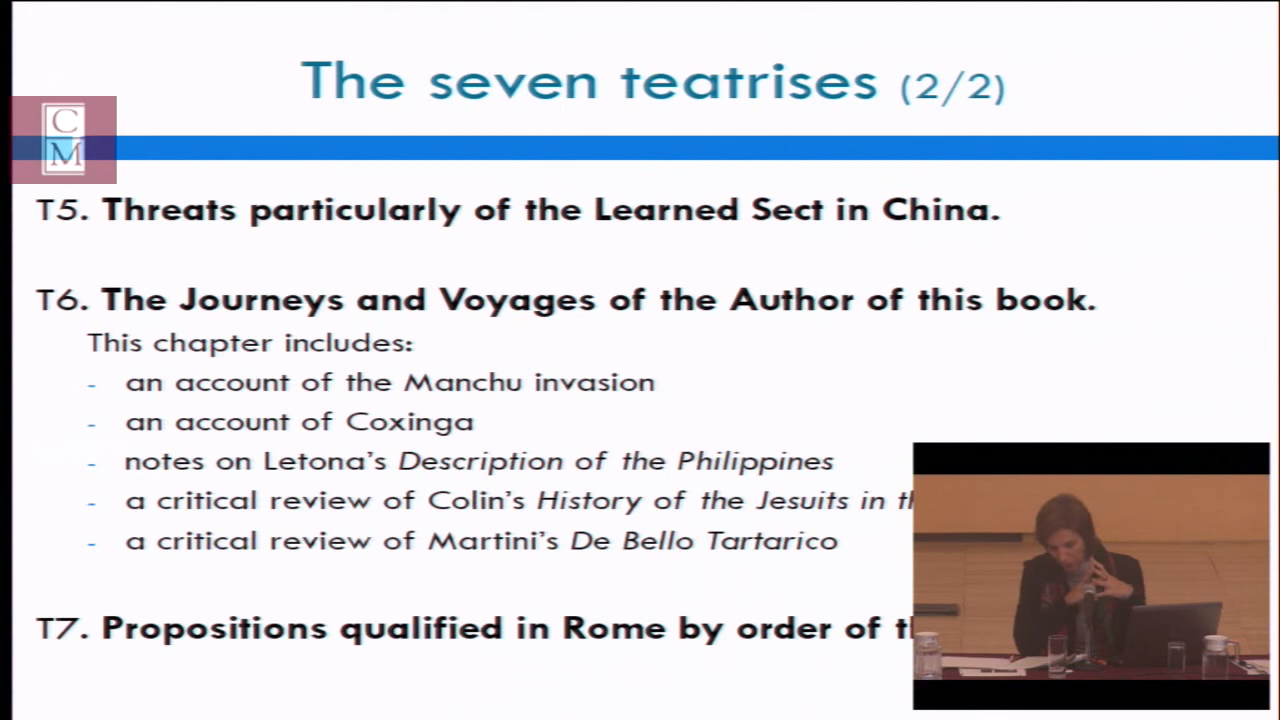 The seven teatrises (2/2)
C
M
T5. Threats particularly of the Learned Sect in China.
T6. The Journeys and Voyages of the Author of this book.
This chapter includes:
- an account of the Manchu invasion
- an account of Coxinga
- notes on Letona's Description of the Philippines
- a critical review of Colin's History of the Jesuits in
- a critical review of Martini's De Bello Tartarico
T7. Propositions qualified in Rome by order of